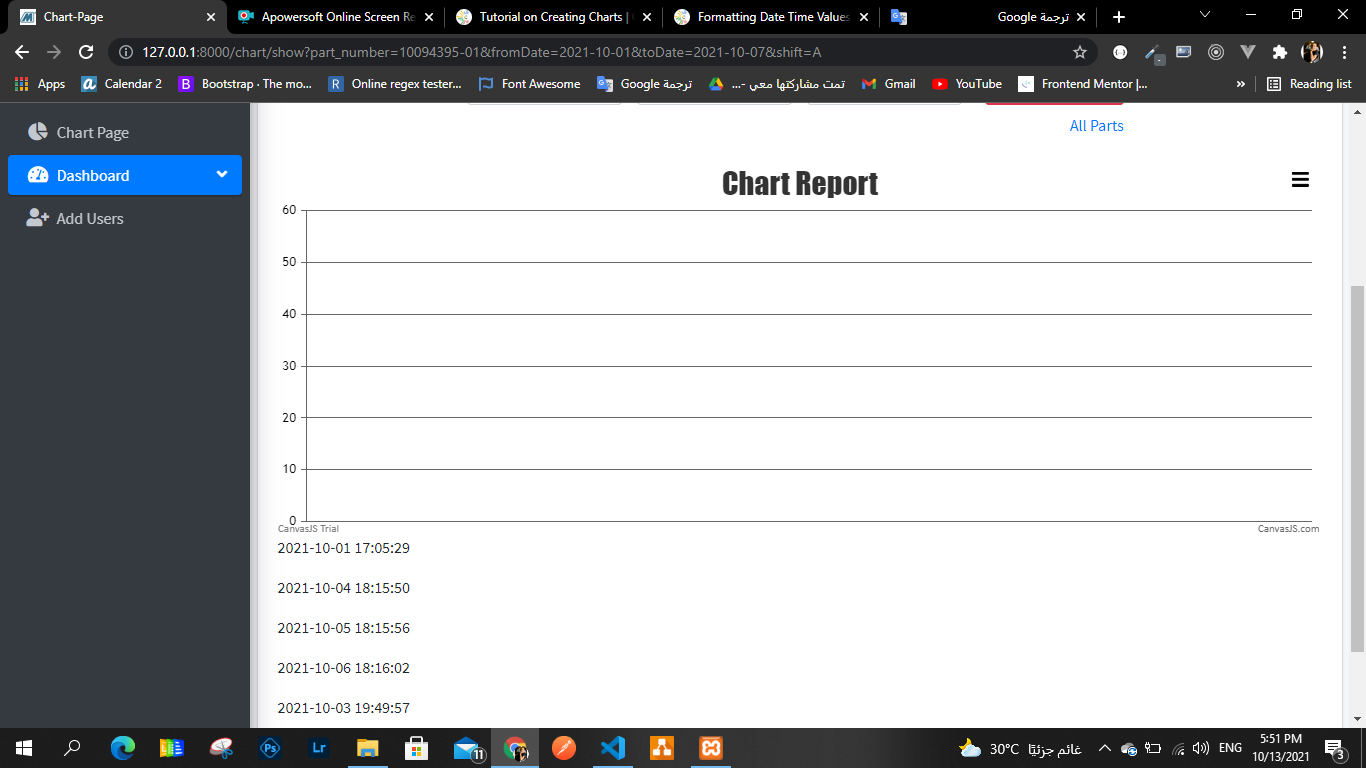 Chart-Page
Apowersoft Online Screen Re
Tutorial on Creating Charts |
Formatting Date Time Values
ترجمة Google
127.0.0.1:8000/chart/show?part_number=10094395-01&fromDate=2021-10-01&toDate=2021-10-07&shift=A
Apps
Calendar 2
Bootstrap · The mo...
Online regex tester...
Font Awesome
ترجمة Google
تمت مشاركتها معي -...
Gmail
YouTube
Frontend Mentor |...
»
Reading list
Chart Page
Dashboard
Add Users
All Parts
Chart Report
60
50
40
30
20
10
0
CanvasJS Trial
CanvasJS.com
2021-10-01 17:05:29
2021-10-04 18:15:50
2021-10-05 18:15:56
2021-10-06 18:16:02
2021-10-03 19:49:57
Ps
Lr
11
30°C غائم جزئيًا
ENG
5:51 PM
10/13/2021
3